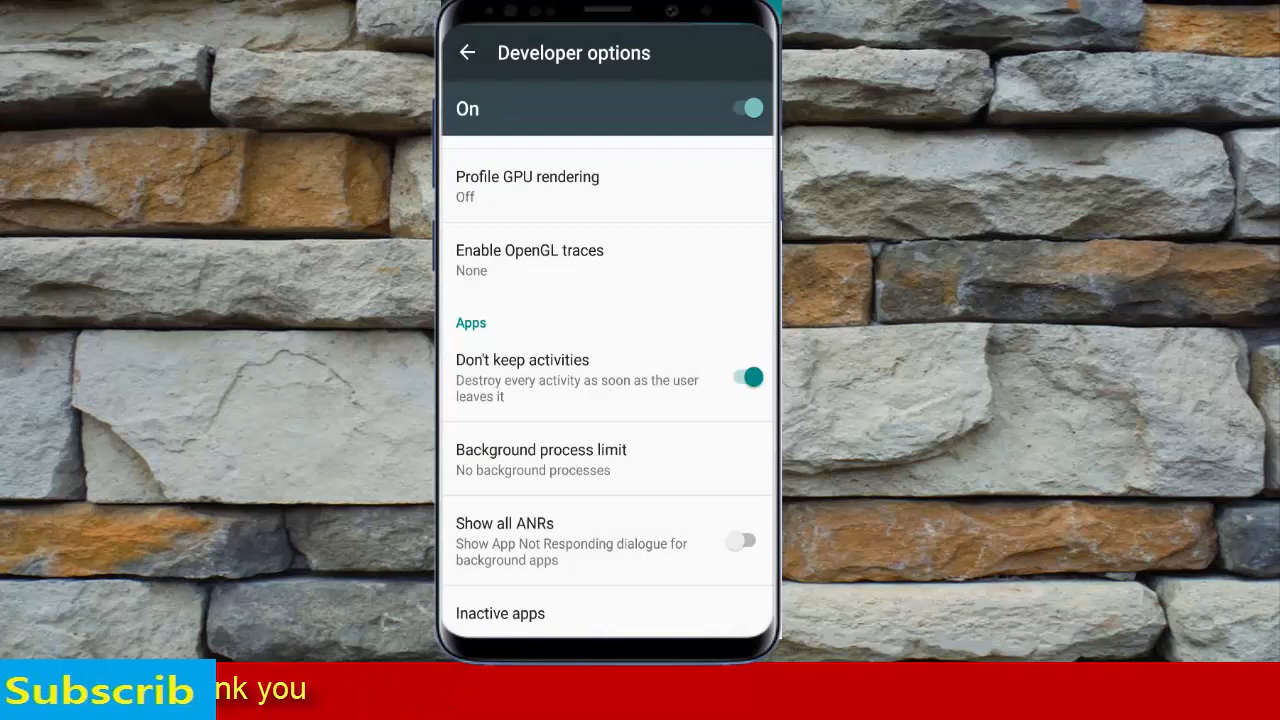 Developer options
On
Profile GPU rendering
Off
Enable OpenGL traces
None
Apps
Don't keep activities
Destroy every activity as soon as the user
leaves it
Background process limit
No background processes
Show all ANRs
Show App Not Responding dialogue for
background apps
Inactive apps
Subscrib
nk you